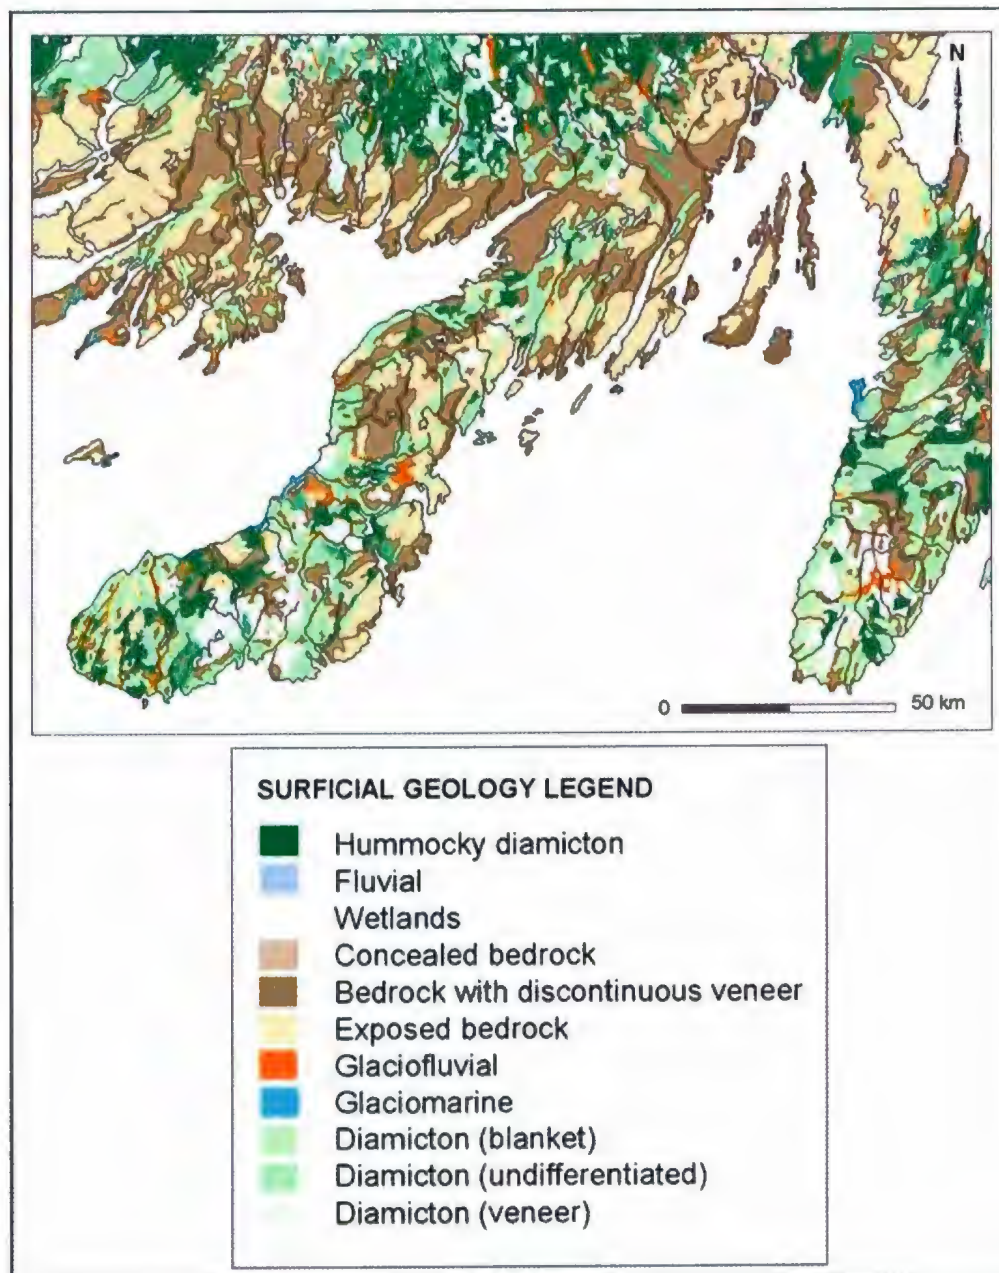 N
0 50 km
SURFICIAL GEOLOGY LEGEND
Hummocky diamicton
Fluvial
Wetlands
Concealed bedrock
Bedrock with discontinuous veneer
Exposed bedrock
Glaciofluvial
Glaciomarine
Diamicton (blanket)
Diamicton (undifferentiated)
Diamicton (veneer)